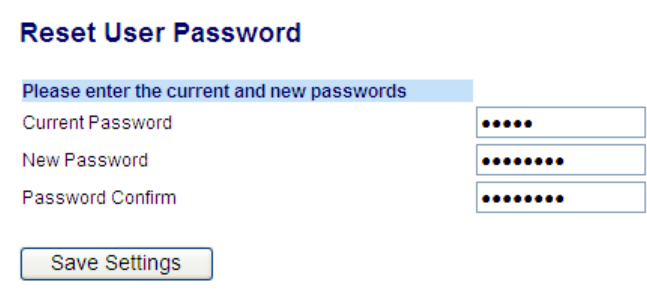 Reset User Password
Please enter the current and new passwords
Current Password •••••
New Password ••••••••
Password Confirm ••••••••
Save Settings